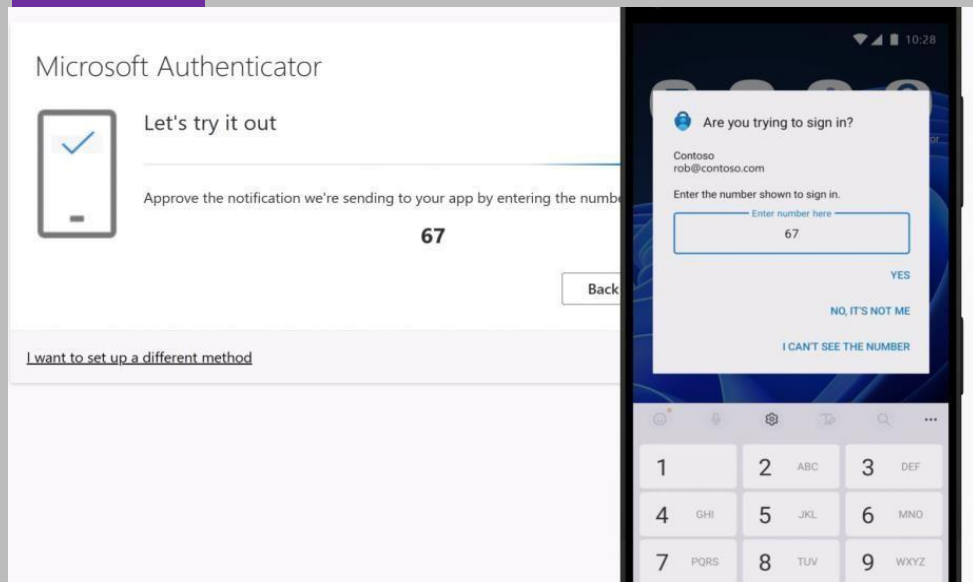 Microsoft Authenticator
Let's try it out
Approve the notification we're sending to your app by entering the
67
Back
I want to set up a different method
10:28
Are you trying to sign in?
Contoso
rob@contoso.com
Enter the number shown to sign in.
Enter number here
67
YES
NO, IT'S NOT ME
I CAN'T SEE THE NUMBER
1
2 ABC
3 DEF
4 GHI
5 JKL
6 MNO
7 PQRS
8 TUV
9 WXYZ